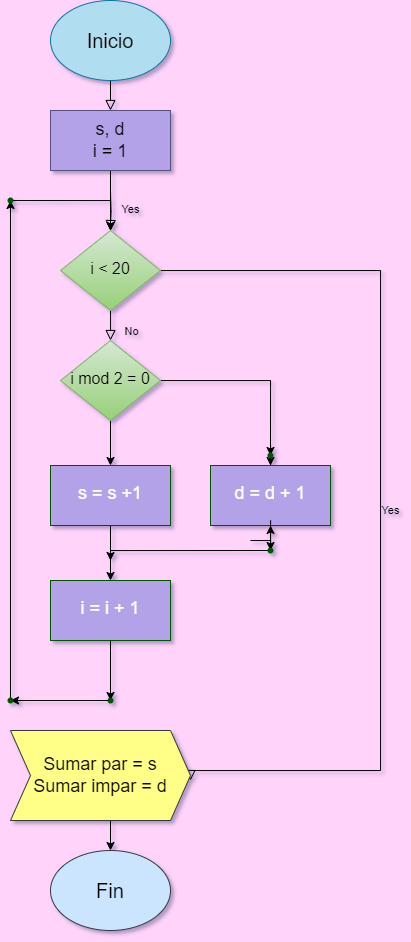 Inicio
s, d
i = 1
Yes
i < 20
No
i mod 2 = 0
s = s +1
d = d + 1
Yes
i = i + 1
Sumar par = s
Sumar impar = d
Fin